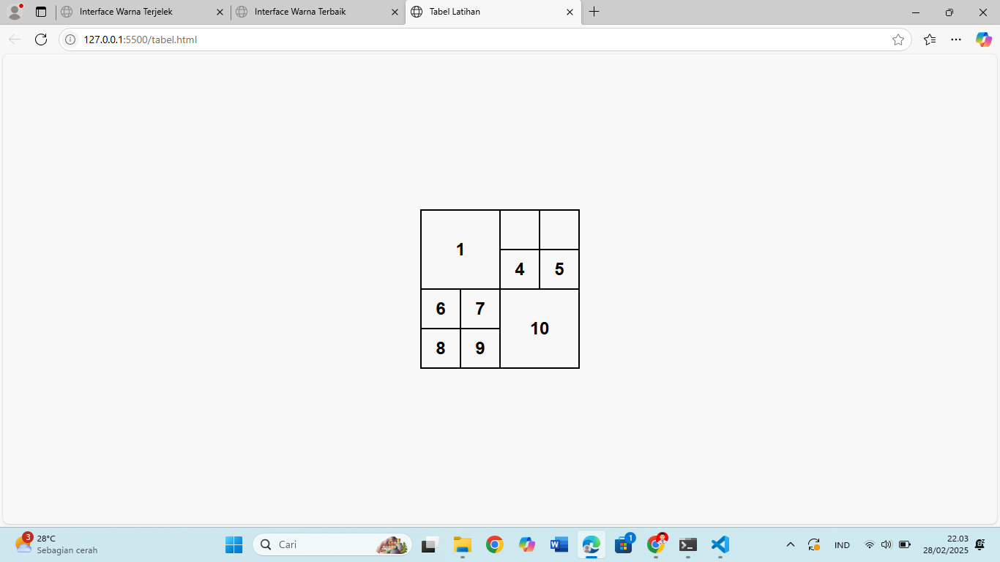 Interface Warna Terjelek
Interface Warna Terbaik
Tabel Latihan
127.0.0.1:5500/tabel.html
1
4 5
6 7
10
8 9
3
28°C
Sebagian cerah
Cari
1
IND
22.03
28/02/2025